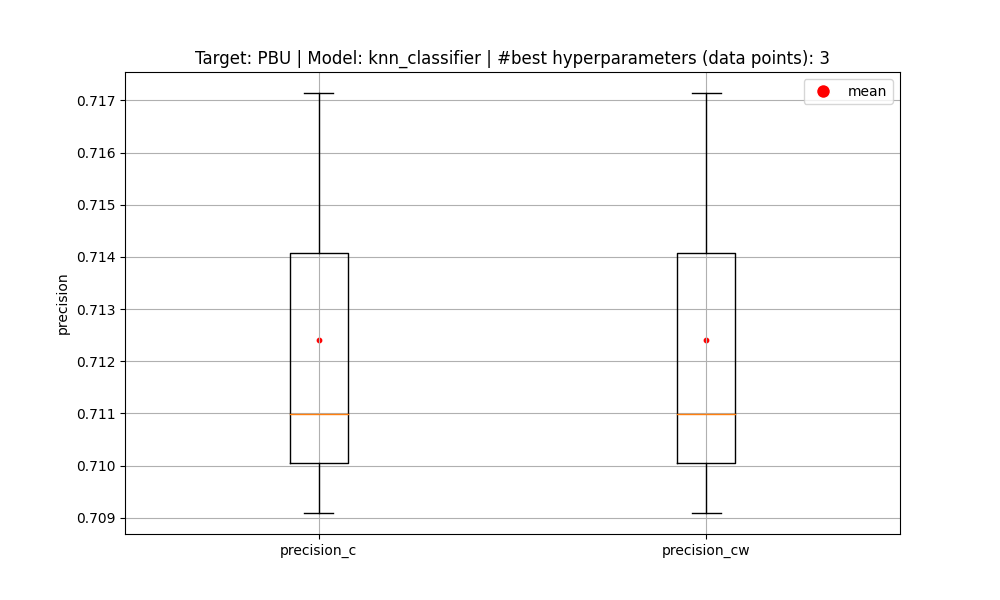 Target: PBU | Model: knn_classifier | #best hyperparameters (data points): 3
mean
0.717
0.716
0.715
0.714
0.713
0.712
0.711
0.710
0.709
precision
precision_c
precision_cw